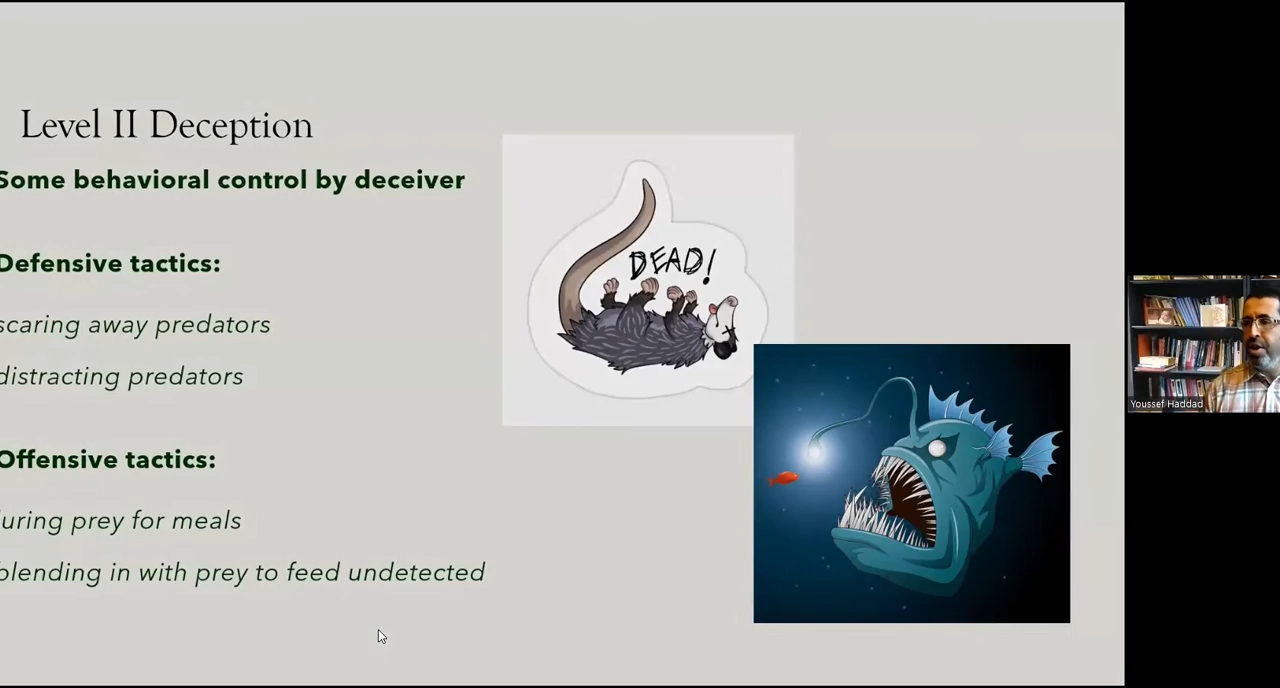 Level II Deception
Some behavioral control by deceiver
Defensive tactics:
scaring away predators
distracting predators
Offensive tactics:
luring prey for meals
blending in with prey to feed undetected
DEAD!
Youssef Haddad